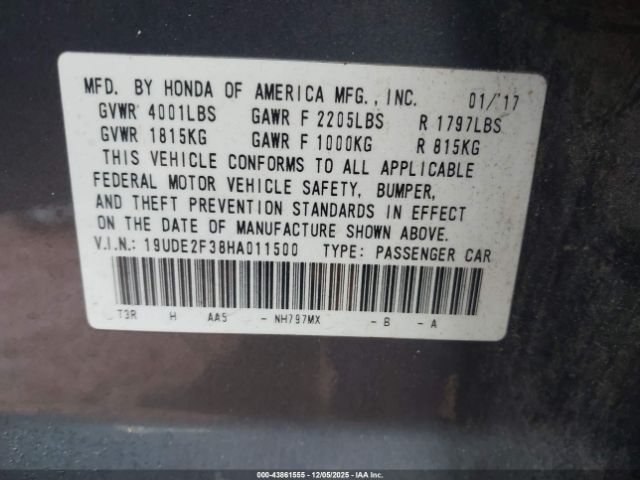 MFD. BY HONDA OF AMERICA MFG., INC. 01/'17
GVWR 4001LBS GAWR F 2205LBS R 1797LBS
GVWR 1815KG GAWR F 1000KG R 815KG
THIS VEHICLE CONFORMS TO ALL APPLICABLE
FEDERAL MOTOR VEHICLE SAFETY, BUMPER,
AND THEFT PREVENTION STANDARDS IN EFFECT
ON THE DATE OF MANUFACTURE SHOWN ABOVE.
V.I.N.: 19UDE2F38HA011500 TYPE: PASSENGER CAR
T3R H AA5 - NH797MX - B - A
000-43861555 | 12/05/2025 | IAA Inc.